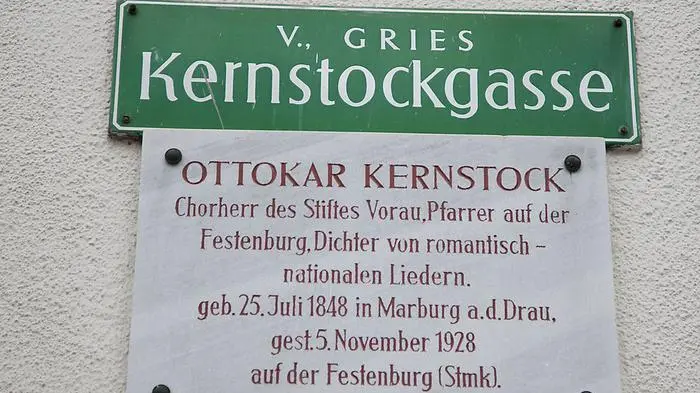 V., GRIES
Kernstockgasse
OTTOKAR KERNSTOCK
Chorherr des Stiftes Vorau, Pfarrer auf der
Festenburg, Dichter von romantisch –
nationalen Liedern.
geb. 25. Juli 1848 in Marburg a.d. Drau,
gest. 5. November 1928
auf der Festenburg (Stmk).